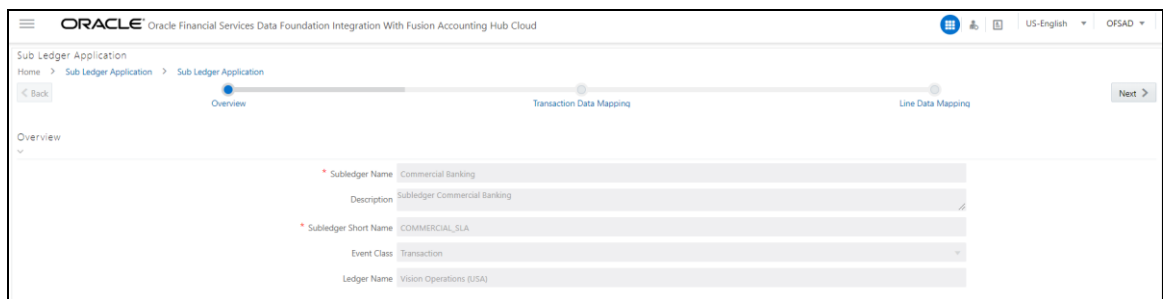 ORACLE Oracle Financial Services Data Foundation Integration With Fusion Accounting Hub Cloud US-English OFSAD
Sub Ledger Application
Home > Sub Ledger Application > Sub Ledger Application
< Back Overview Transaction Data Mapping Line Data Mapping Next >
Overview
* Subledger Name Commercial Banking
Description Subledger Commercial Banking
* Subledger Short Name COMMERCIAL_SLA
Event Class Transaction
Ledger Name Vision Operations (USA)